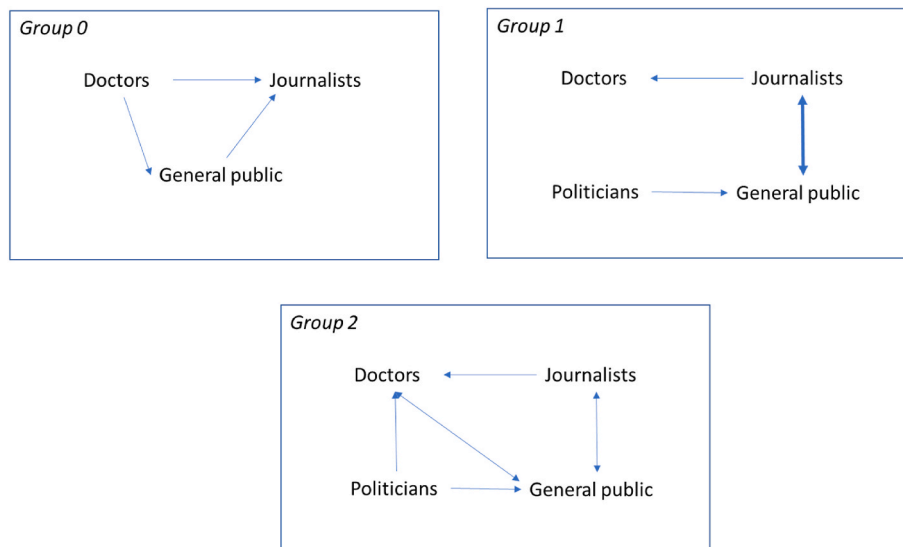 Group 0
Doctors
Journalists
General public
Group 1
Doctors
Journalists
Politicians
General public
Group 2
Doctors
Journalists
Politicians
General public